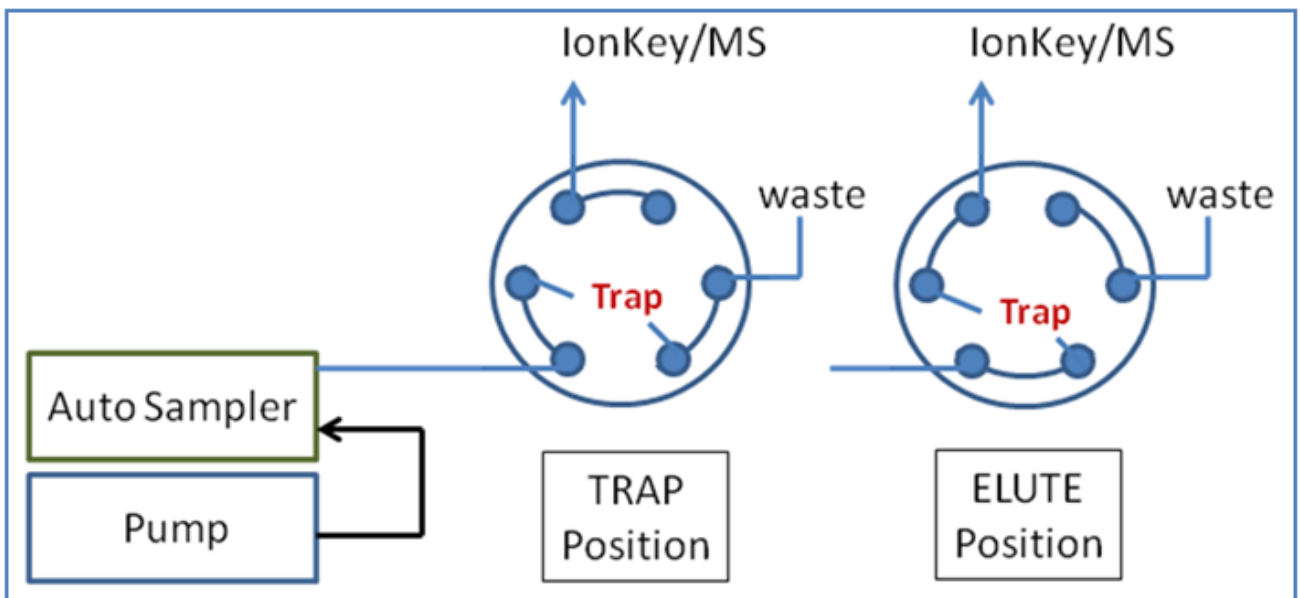 IonKey/MS
IonKey/MS
waste
waste
Trap
Trap
Auto Sampler
Pump
TRAP
Position
ELUTE
Position